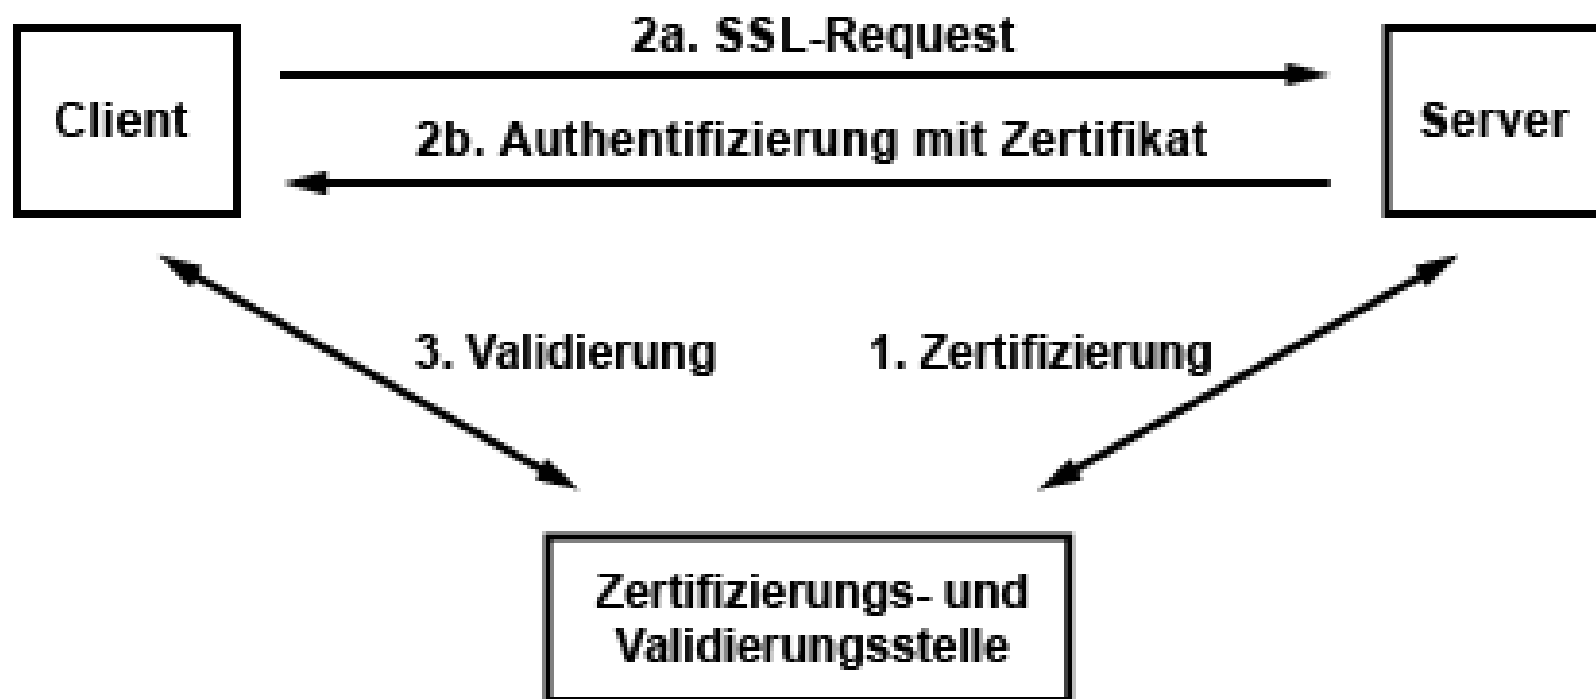 2a. SSL-Request
Client
Server
2b. Authentifizierung mit Zertifikat
3. Validierung
1. Zertifizierung
Zertifizierungs- und
Validierungsstelle